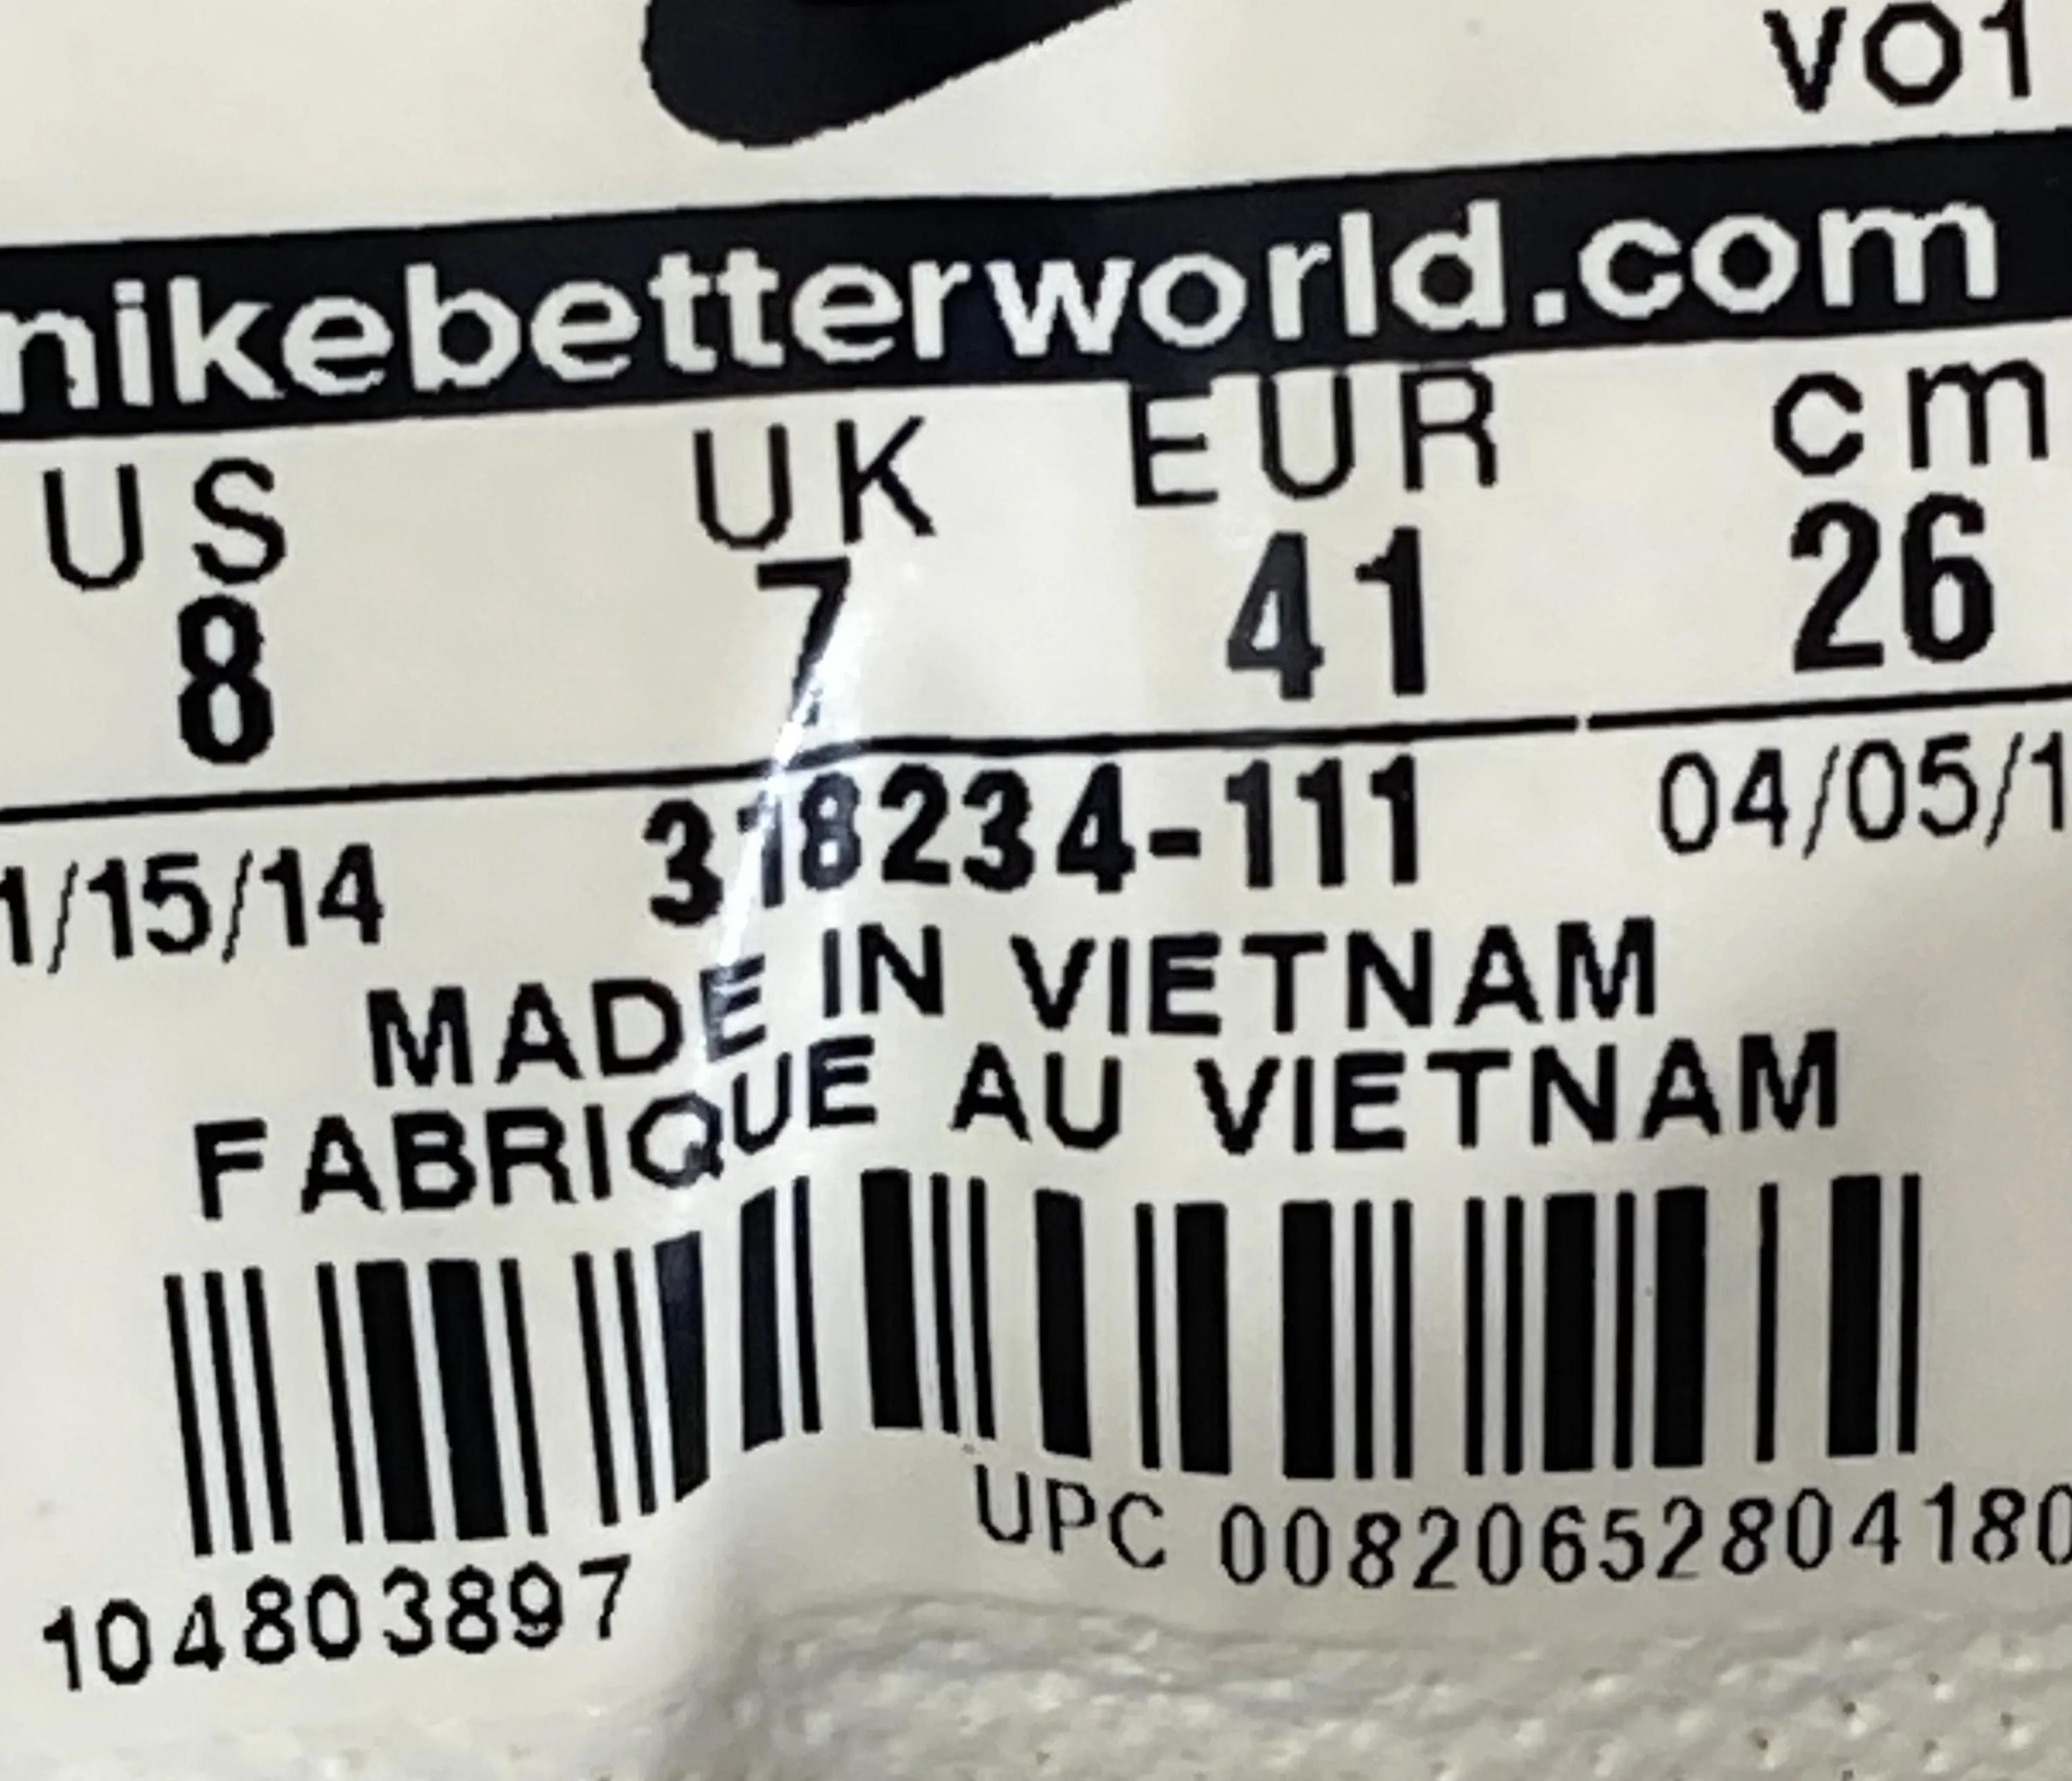 VO1
nikebetterworld.com
US UK EUR cm
8 7 41 26
1/15/14 318234-111 04/05/1
MADE IN VIETNAM
FABRIQUE AU VIETNAM
UPC 00820652804180
104803897